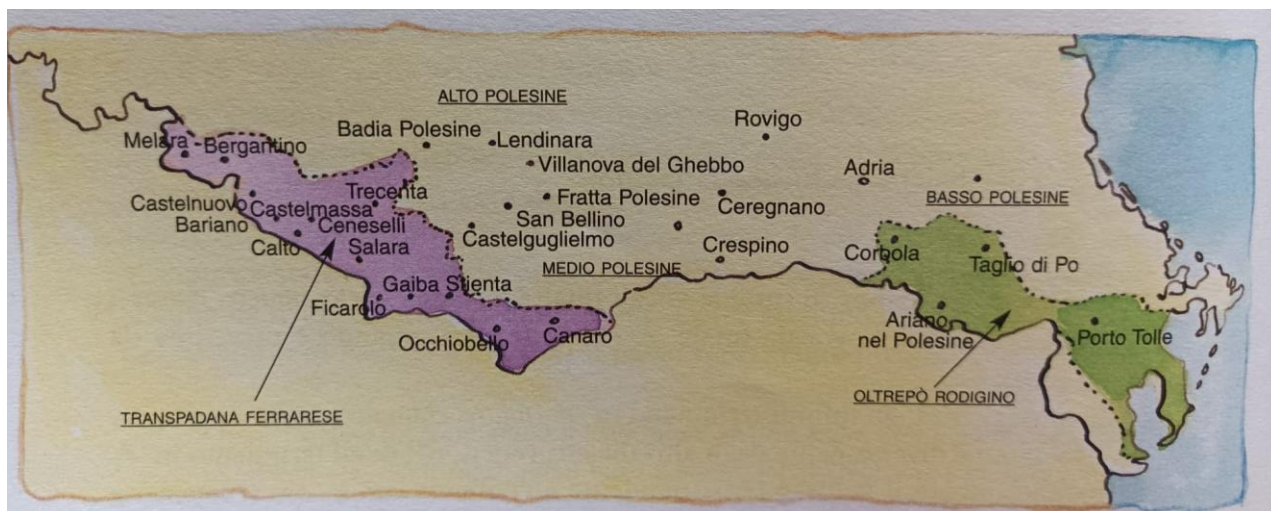 ALTO POLESINE
Rovigo
Badia Polesine
Lendinara
Melara
Bergantino
Villanova del Ghebbo
Adria
Trecenta
Fratta Polesine
BASSO POLESINE
Castelnuovo
Bariano
Castelmassa
San Bellino
Ceregnano
Ceneselli
Castelguglielmo
Calto
Salara
Crespino
Corbola
MEDIO POLESINE
Taglio di Po
Gaiba
Stienta
Ficarolo
Ariano
nel Polesine
Occhiobello
Canaro
Porto Tolle
OLTREPÒ RODIGINO
TRANSPADANA FERRARESE